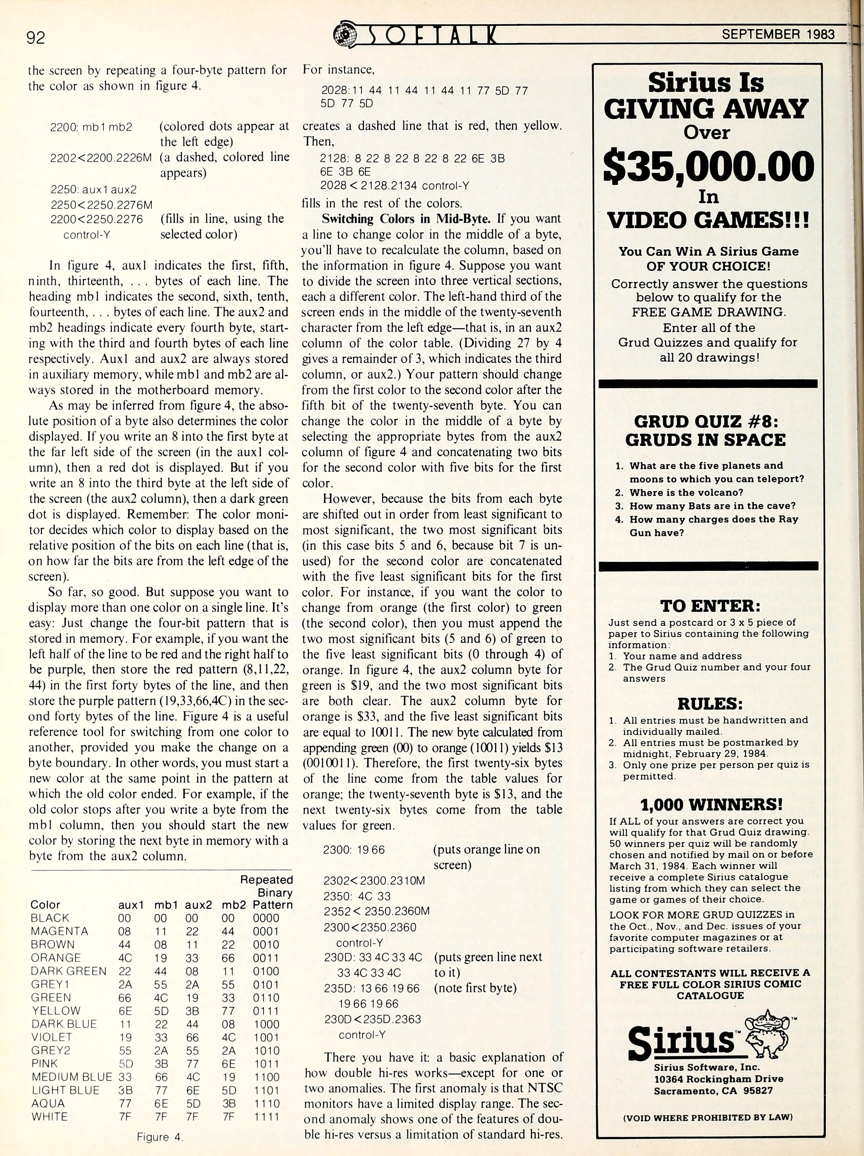 92
SOFTALK
SEPTEMBER 1983
the screen by repeating a four-byte pattern for
the color as shown in figure 4.
2200: mb1 mb2 (colored dots appear at
the left edge)
2202<2200.2226M (a dashed, colored line
appears)
2250: aux1 aux2
2250<2250.2276M
2200<2250.2276 (fills in line, using the
control-Y selected color)
In figure 4, aux1 indicates the first, fifth,
ninth, thirteenth, . . . bytes of each line. The
heading mb1 indicates the second, sixth, tenth,
fourteenth, . . . bytes of each line. The aux2 and
mb2 headings indicate every fourth byte, start-
ing with the third and fourth bytes of each line
respectively. Aux1 and aux2 are always stored
in auxiliary memory, while mb1 and mb2 are al-
ways stored in the motherboard memory.
As may be inferred from figure 4, the abso-
lute position of a byte also determines the color
displayed. If you write an 8 into the first byte at
the far left side of the screen (in the aux1 col-
umn), then a red dot is displayed. But if you
write an 8 into the third byte at the left side of
the screen (the aux2 column), then a dark green
dot is displayed. Remember: The color moni-
tor decides which color to display based on the
relative position of the bits on each line (that is,
on how far the bits are from the left edge of the
screen).
So far, so good. But suppose you want to
display more than one color on a single line. It's
easy: Just change the four-bit pattern that is
stored in memory. For example, if you want the
left half of the line to be red and the right half to
be purple, then store the red pattern (8,11,22,
44) in the first forty bytes of the line, and then
store the purple pattern (19,33,66,4C) in the sec-
ond forty bytes of the line. Figure 4 is a useful
reference tool for switching from one color to
another, provided you make the change on a
byte boundary. In other words, you must start a
new color at the same point in the pattern at
which the old color ended. For example, if the
old color stops after you write a byte from the
mb1 column, then you should start the new
color by storing the next byte in memory with a
byte from the aux2 column.
Repeated
Binary
Color aux1 mb1 aux2 mb2 Pattern
BLACK 00 00 00 00 0000
MAGENTA 08 11 22 44 0001
BROWN 44 08 11 22 0010
ORANGE 4C 19 33 66 0011
DARK GREEN 22 44 08 11 0100
GREY1 2A 55 2A 55 0101
GREEN 66 4C 19 33 0110
YELLOW 6E 5D 3B 77 0111
DARK BLUE 11 22 44 08 1000
VIOLET 19 33 66 4C 1001
GREY2 55 2A 55 2A 1010
PINK 5D 3B 77 6E 1011
MEDIUM BLUE 33 66 4C 19 1100
LIGHT BLUE 3B 77 6E 5D 1101
AQUA 77 6E 5D 3B 1110
WHITE 7F 7F 7F 7F 1111
Figure 4.
For instance,
2028:11 44 11 44 11 44 11 77 5D 77
5D 77 5D
creates a dashed line that is red, then yellow.
Then,
2128: 8 22 8 22 8 22 8 22 6E 3B
6E 3B 6E
2028 < 2128.2134 control-Y
fills in the rest of the colors.
Switching Colors in Mid-Byte. If you want
a line to change color in the middle of a byte,
you'll have to recalculate the column, based on
the information in figure 4. Suppose you want
to divide the screen into three vertical sections,
each a different color. The left-hand third of the
screen ends in the middle of the twenty-seventh
character from the left edge—that is, in an aux2
column of the color table. (Dividing 27 by 4
gives a remainder of 3, which indicates the third
column, or aux2.) Your pattern should change
from the first color to the second color after the
fifth bit of the twenty-seventh byte. You can
change the color in the middle of a byte by
selecting the appropriate bytes from the aux2
column of figure 4 and concatenating two bits
for the second color with five bits for the first
color.
However, because the bits from each byte
are shifted out in order from least significant to
most significant, the two most significant bits
(in this case bits 5 and 6, because bit 7 is un-
used) for the second color are concatenated
with the five least significant bits for the first
color. For instance, if you want the color to
change from orange (the first color) to green
(the second color), then you must append the
two most significant bits (5 and 6) of green to
the five least significant bits (0 through 4) of
orange. In figure 4, the aux2 column byte for
green is $19, and the two most significant bits
are both clear. The aux2 column byte for
orange is $33, and the five least significant bits
are equal to 10011. The new byte calculated from
appending green (00) to orange (10011) yields $13
(0010011). Therefore, the first twenty-six bytes
of the line come from the table values for
orange; the twenty-seventh byte is $13, and the
next twenty-six bytes come from the table
values for green.
2300: 19 66 (puts orange line on
screen)
2302< 2300.2310M
2350: 4C 33
2352 < 2350.2360M
2300<2350.2360
control-Y
230D: 33 4C 33 4C (puts green line next
33 4C 33 4C to it)
235D: 13 66 19 66 (note first byte)
19 66 19 66
230D<235D.2363
control-Y
There you have it: a basic explanation of
how double hi-res works—except for one or
two anomalies. The first anomaly is that NTSC
monitors have a limited display range. The sec-
ond anomaly shows one of the features of dou-
ble hi-res versus a limitation of standard hi-res.
Sirius Is
GIVING AWAY
Over
$35,000.00
In
VIDEO GAMES!!!
You Can Win A Sirius Game
OF YOUR CHOICE!
Correctly answer the questions
below to qualify for the
FREE GAME DRAWING.
Enter all of the
Grud Quizzes and qualify for
all 20 drawings!
GRUD QUIZ #8:
GRUDS IN SPACE
1. What are the five planets and
moons to which you can teleport?
2. Where is the volcano?
3. How many Bats are in the cave?
4. How many charges does the Ray
Gun have?
TO ENTER:
Just send a postcard or 3 x 5 piece of
paper to Sirius containing the following
information:
1. Your name and address
2. The Grud Quiz number and your four
answers
RULES:
1. All entries must be handwritten and
individually mailed.
2. All entries must be postmarked by
midnight, February 29, 1984.
3. Only one prize per person per quiz is
permitted.
1,000 WINNERS!
If ALL of your answers are correct you
will qualify for that Grud Quiz drawing.
50 winners per quiz will be randomly
chosen and notified by mail on or before
March 31, 1984. Each winner will
receive a complete Sirius catalogue
listing from which they can select the
game or games of their choice.
LOOK FOR MORE GRUD QUIZZES in
the Oct., Nov., and Dec. issues of your
favorite computer magazines or at
participating software retailers.
ALL CONTESTANTS WILL RECEIVE A
FREE FULL COLOR SIRIUS COMIC
CATALOGUE
Sirius™
Sirius Software, Inc.
10364 Rockingham Drive
Sacramento, CA 95827
(VOID WHERE PROHIBITED BY LAW)